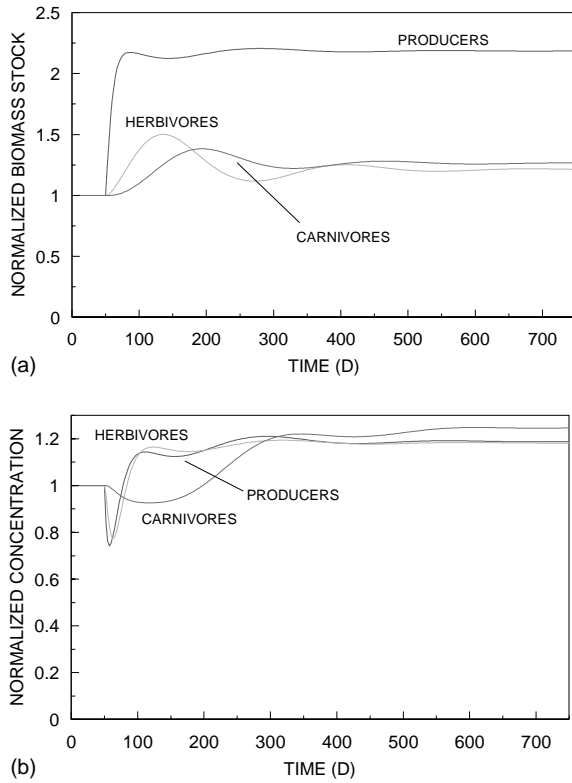 2.5
PRODUCERS
2
NORMALIZED BIOMASS STOCK
HERBIVORES
1.5
1
CARNIVORES
0.5
0
0 100 200 300 400 500 600 700
(a)
TIME (D)
1.2
HERBIVORES
NORMALIZED CONCENTRATION
1
PRODUCERS
CARNIVORES
0.8
0.6
0.4
0.2
0
0 100 200 300 400 500 600 700
(b)
TIME (D)